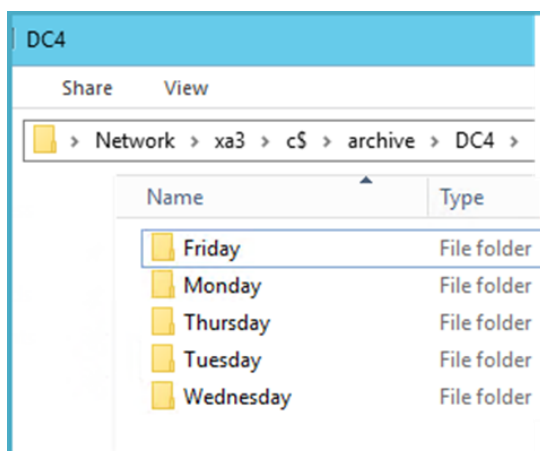 DC4
Share View
> Network > xa3 > c$ > archive > DC4 >
Name Type
Friday File folder
Monday File folder
Thursday File folder
Tuesday File folder
Wednesday File folder